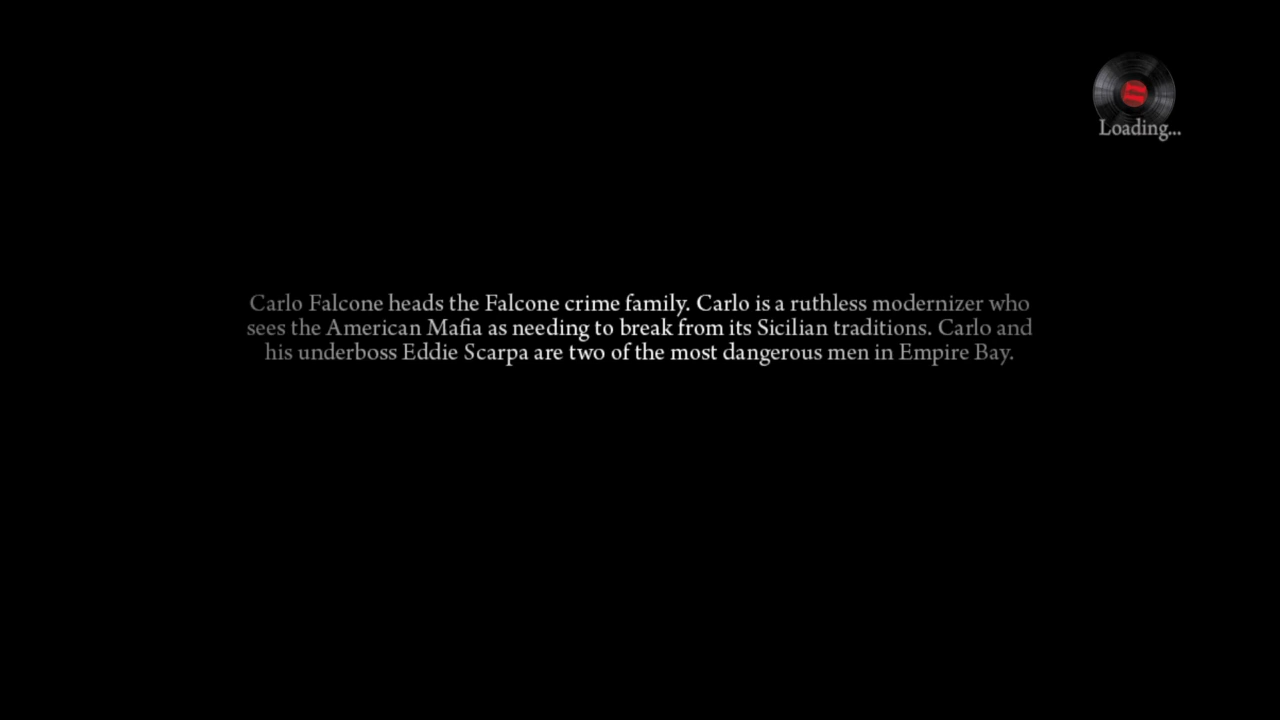 Loading...
Carlo Falcone heads the Falcone crime family. Carlo is a ruthless modernizer who
sees the American Mafia as needing to break from its Sicilian traditions. Carlo and
his underboss Eddie Scarpa are two of the most dangerous men in Empire Bay.